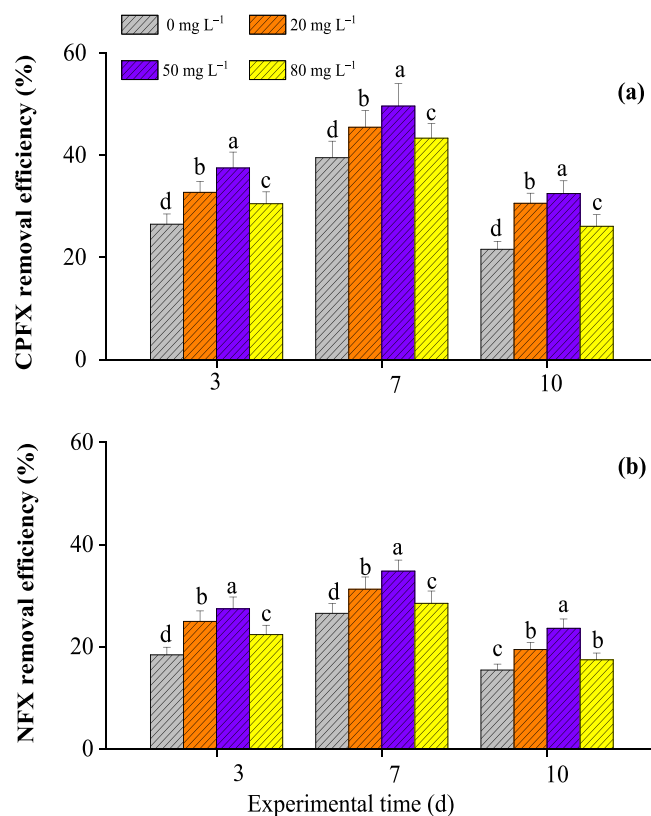 0 mg L⁻¹ 20 mg L⁻¹
50 mg L⁻¹ 80 mg L⁻¹
CPFX removal efficiency (%)
60
40
20
0
(a)
d b a c
d b a c
d b a c
3 7 10
NFX removal efficiency (%)
60
40
20
0
(b)
d b a c
d b a c
c b a b
3 7 10
Experimental time (d)